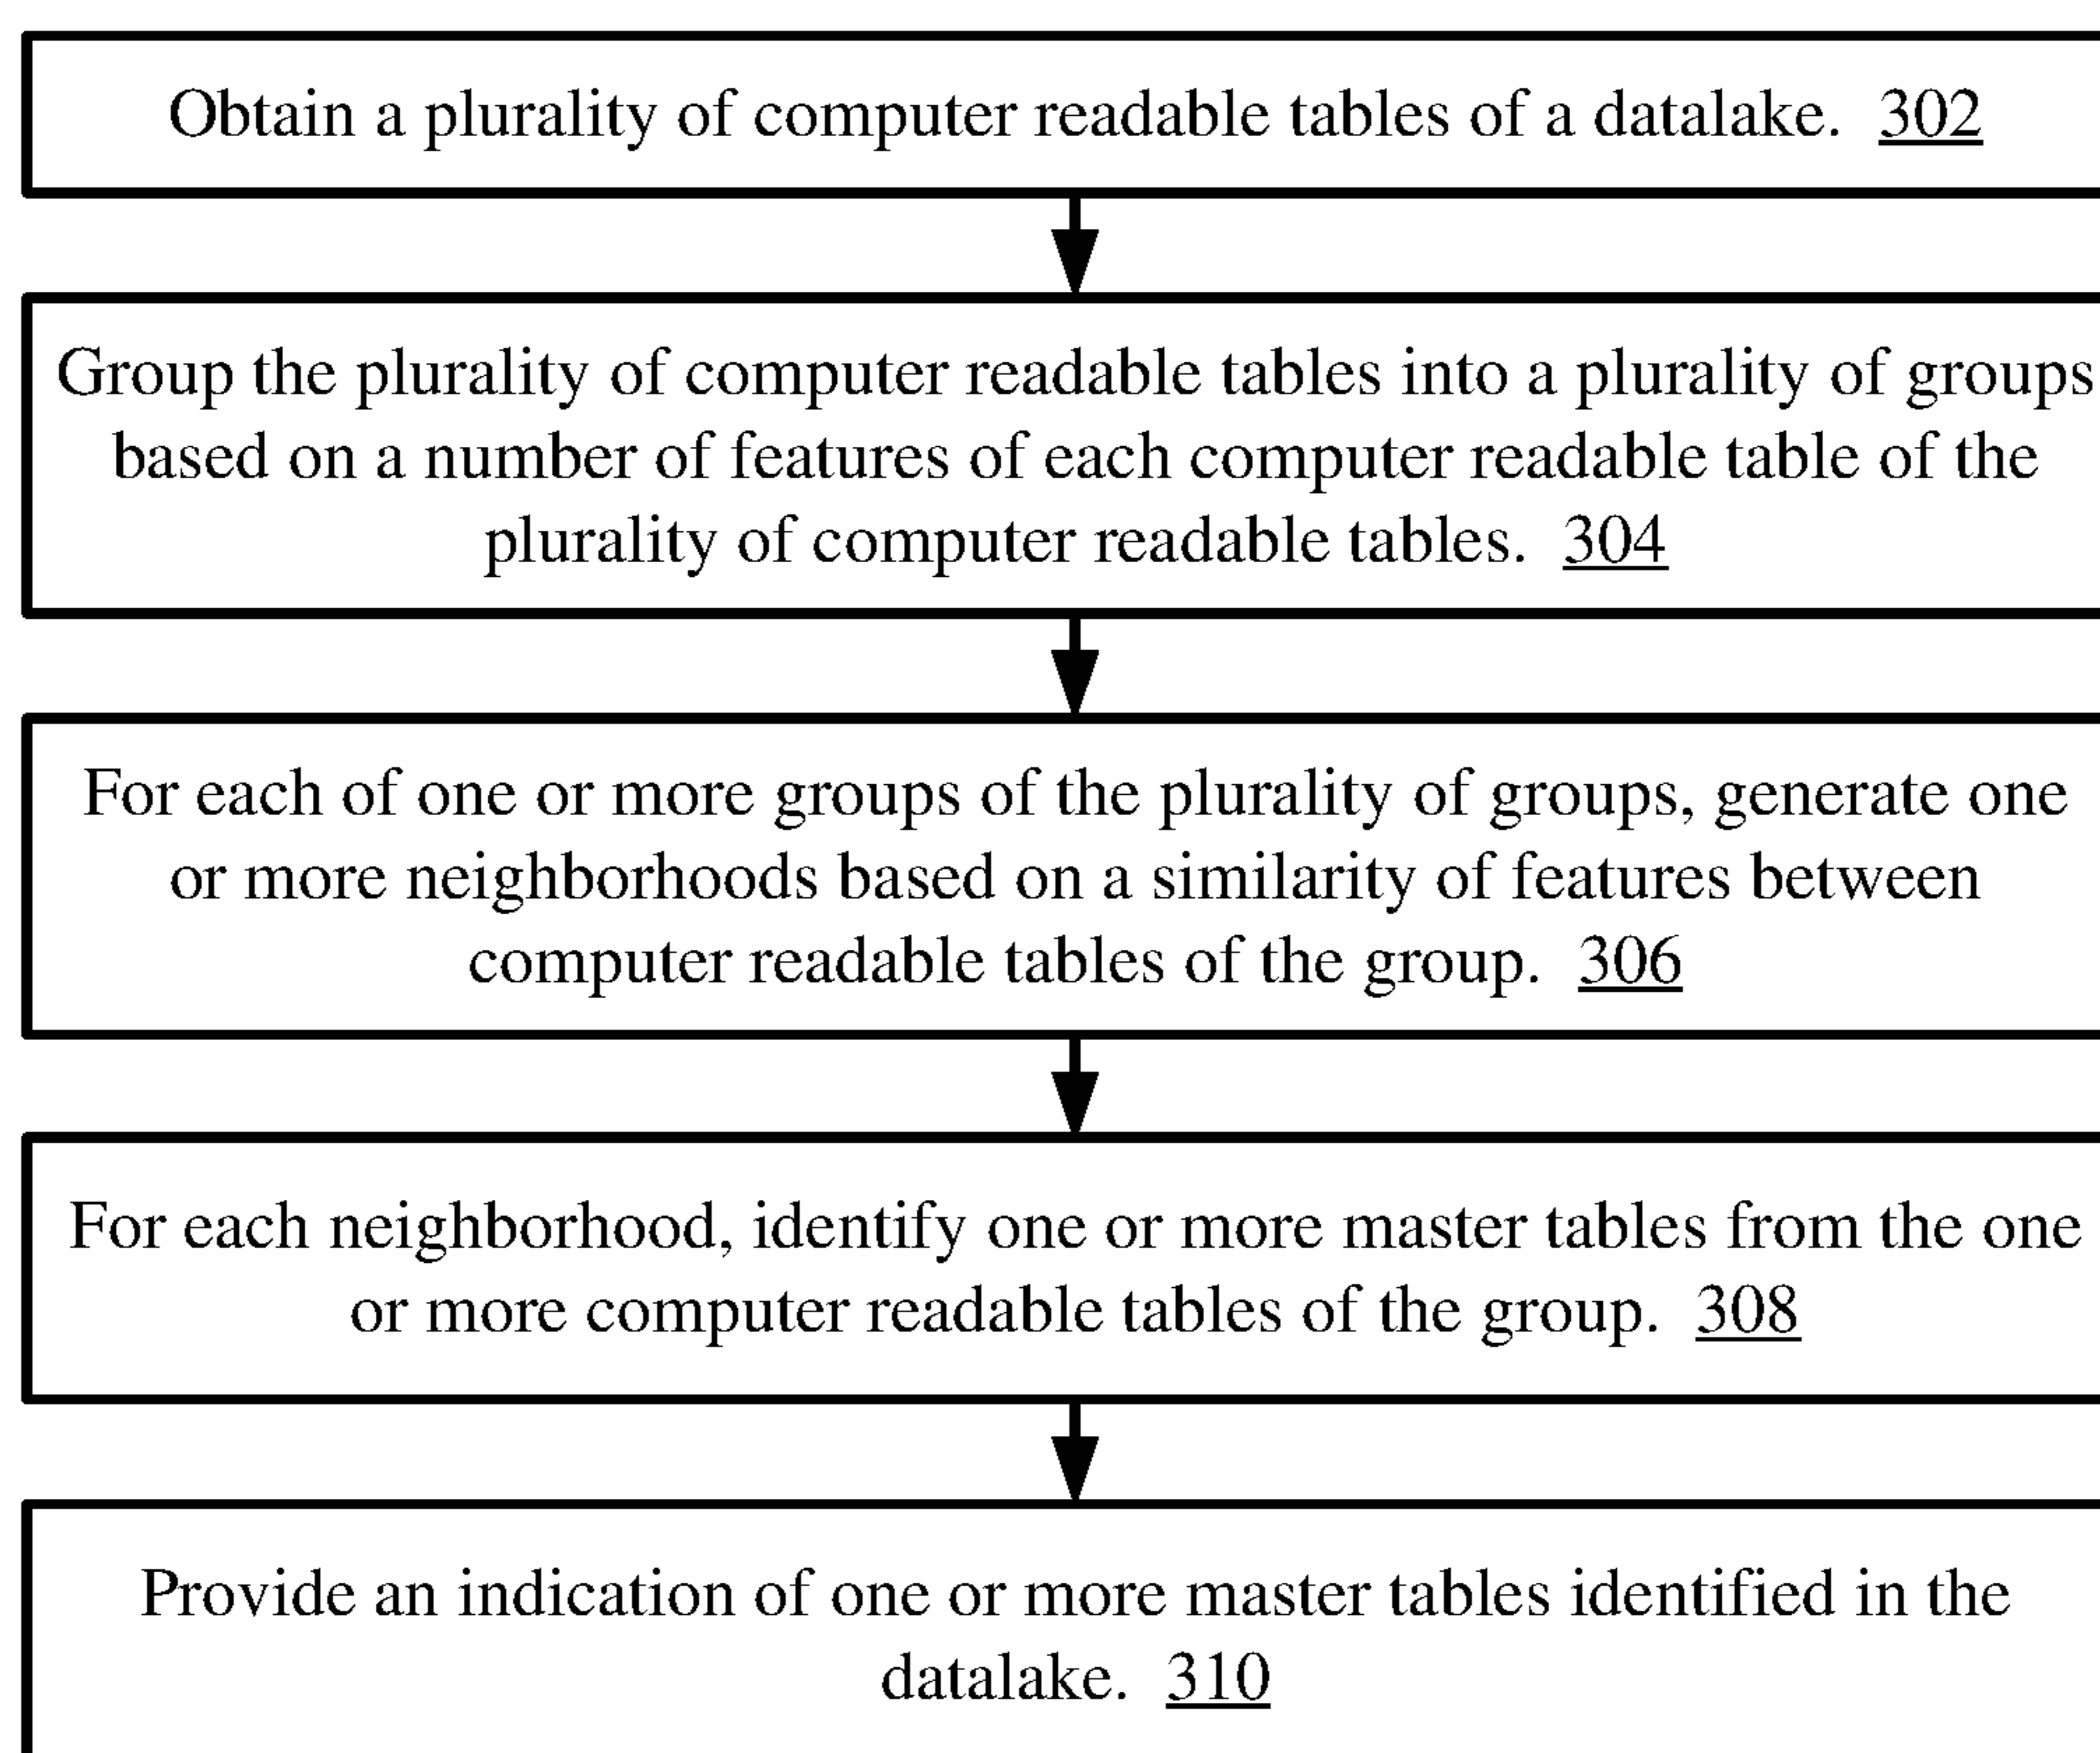 Obtain a plurality of computer readable tables of a datalake. 302
Group the plurality of computer readable tables into a plurality of groups
based on a number of features of each computer readable table of the
plurality of computer readable tables. 304
For each of one or more groups of the plurality of groups, generate one
or more neighborhoods based on a similarity of features between
computer readable tables of the group. 306
For each neighborhood, identify one or more master tables from the one
or more computer readable tables of the group. 308
Provide an indication of one or more master tables identified in the
datalake. 310